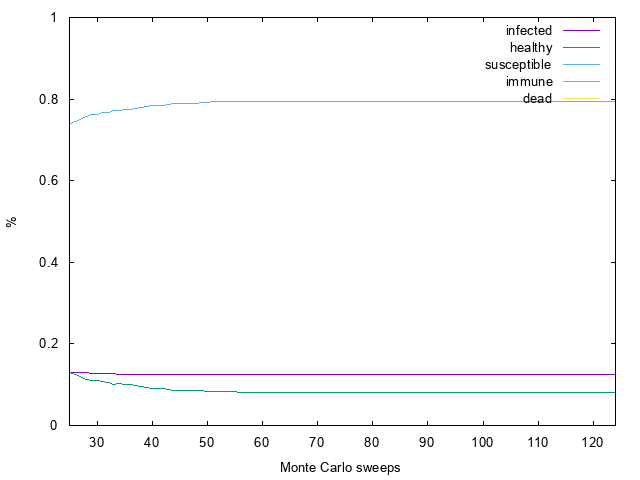 1
0.8
0.6
0.4
0.2
0
%
infected
healthy
susceptible
immune
dead
30 40 50 60 70 80 90 100 110 120
Monte Carlo sweeps